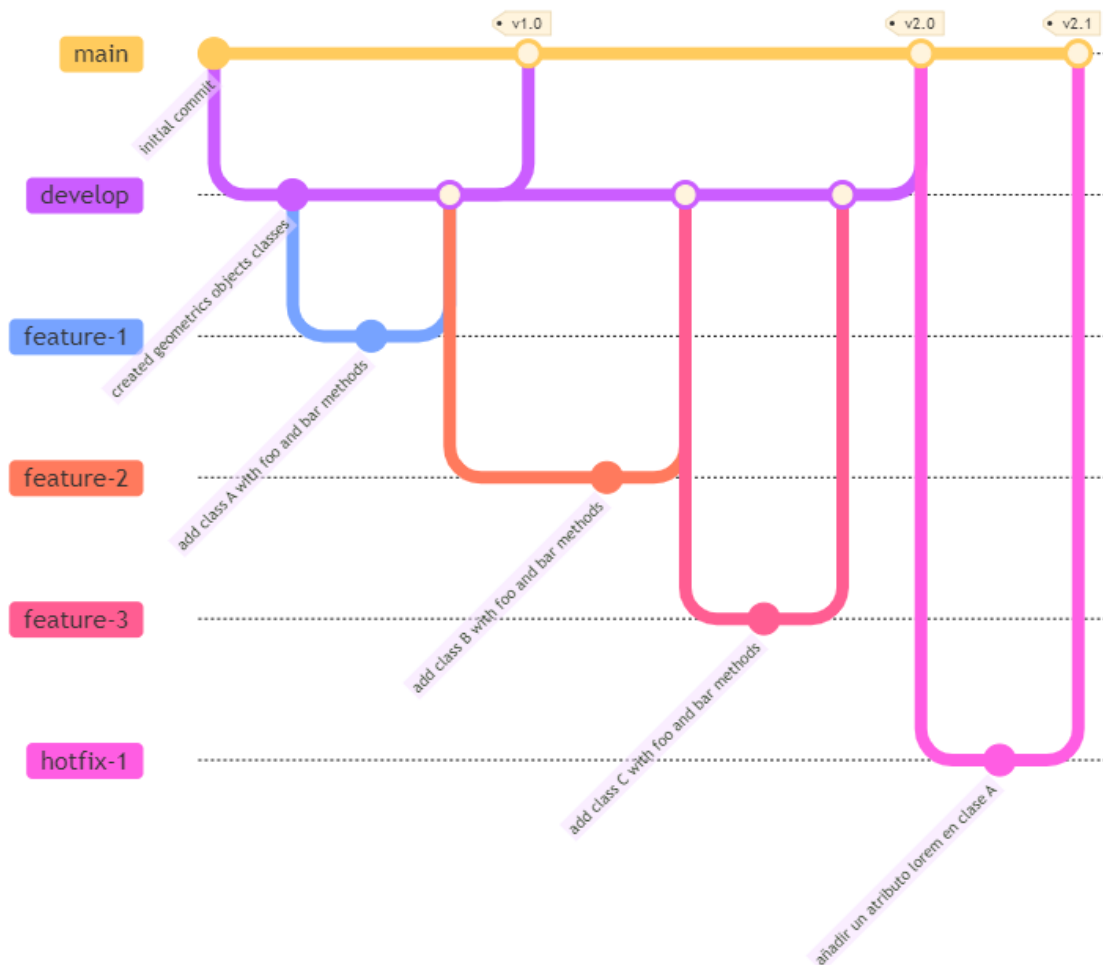 v1.0
v2.0
v2.1
main
initial commit
develop
created geometrics objects classes
feature-1
add class A with foo and bar methods
feature-2
add class B with foo and bar methods
feature-3
add class C with foo and bar methods
hotfix-1
añadir un atributo lorem en clase A